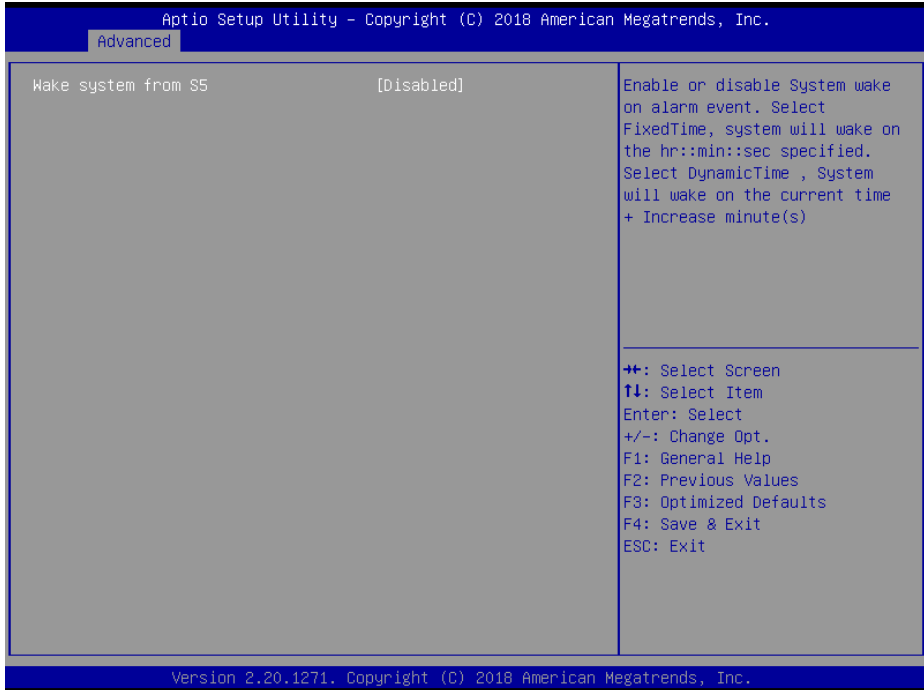 Aptio Setup Utility – Copyright (C) 2018 American Megatrends, Inc.
Advanced
Wake system from S5 [Disabled]
Enable or disable System wake
on alarm event. Select
FixedTime, system will wake on
the hr::min::sec specified.
Select DynamicTime , System
will wake on the current time
+ Increase minute(s)
→←: Select Screen
↑↓: Select Item
Enter: Select
+/-: Change Opt.
F1: General Help
F2: Previous Values
F3: Optimized Defaults
F4: Save & Exit
ESC: Exit
Version 2.20.1271. Copyright (C) 2018 American Megatrends, Inc.